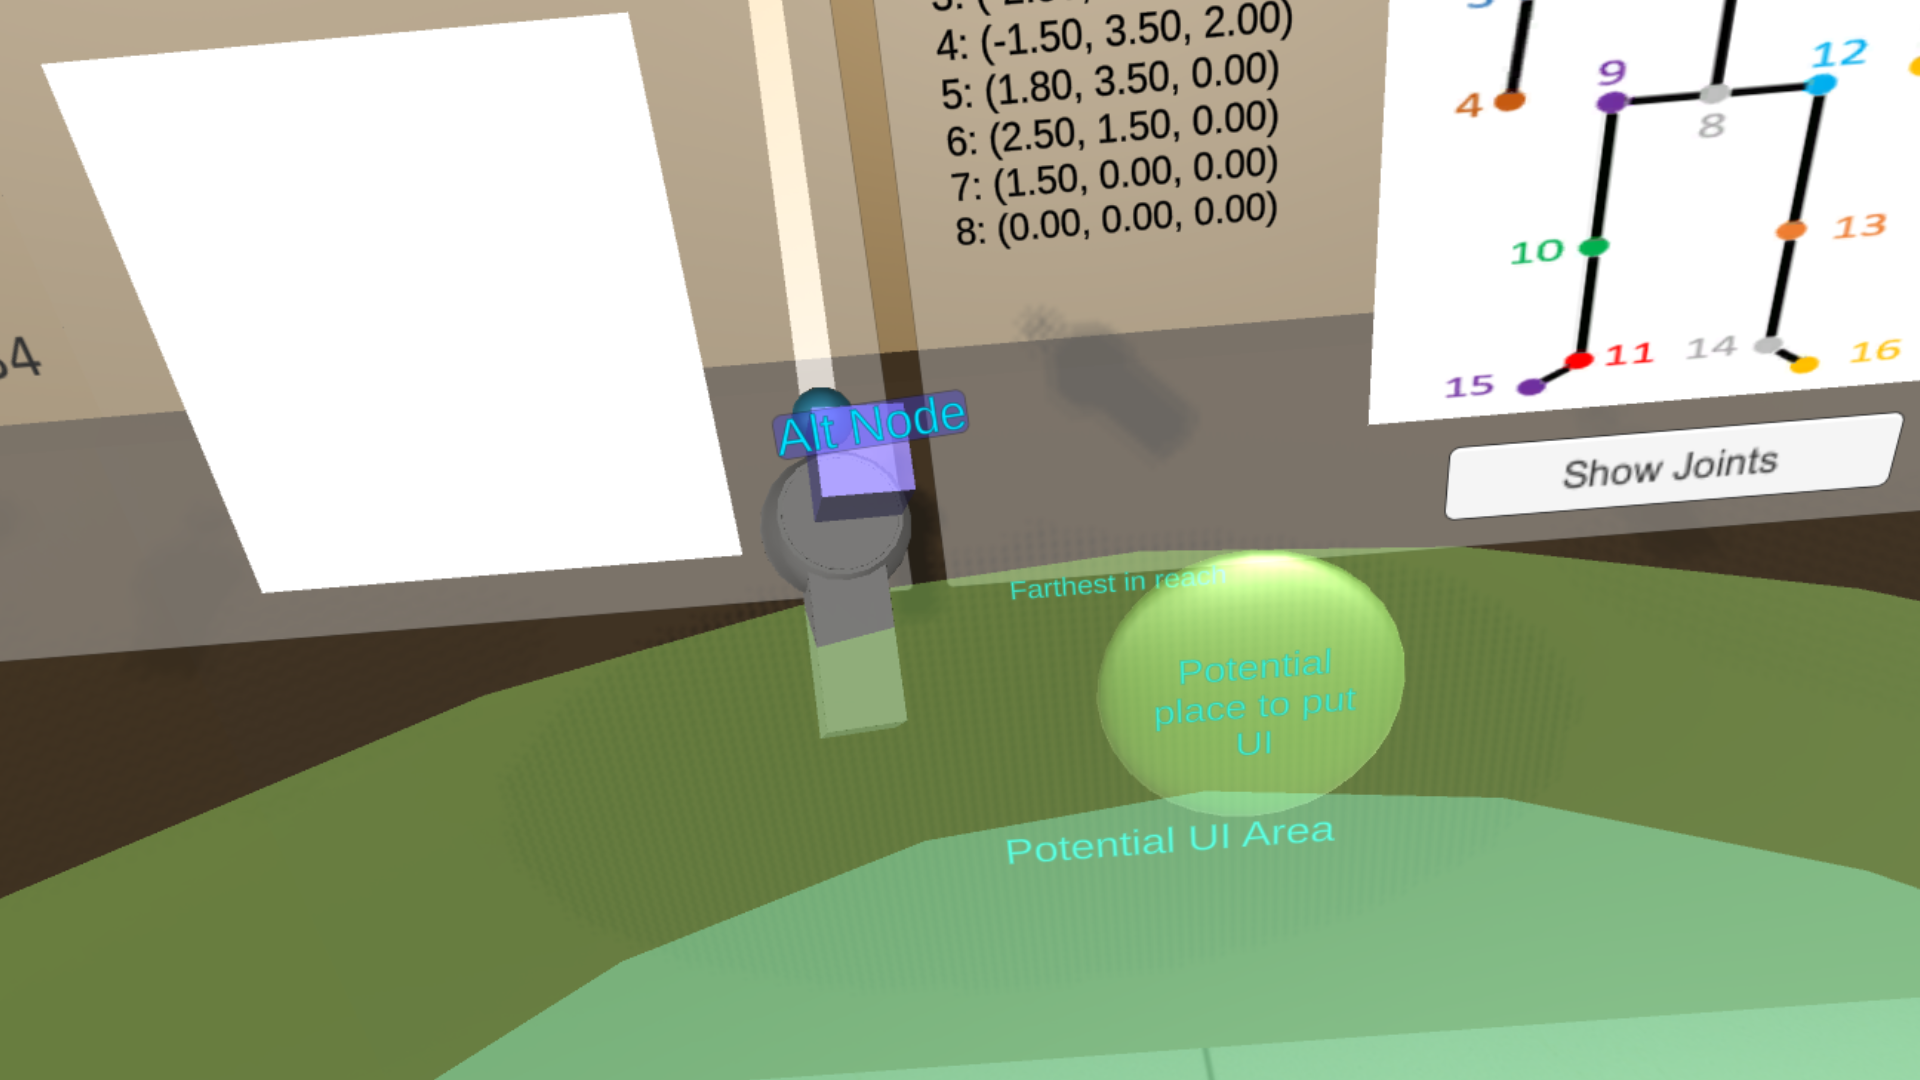 4: (-1.50, 3.50, 2.00)
5: (1.80, 3.50, 0.00)
6: (2.50, 1.50, 0.00)
7: (1.50, 0.00, 0.00)
8: (0.00, 0.00, 0.00)
4
9
12
8
10
13
11
14
15
16
Show Joints
Alt Node
Farthest in reach
Potential
place to put
UI
Potential UI Area